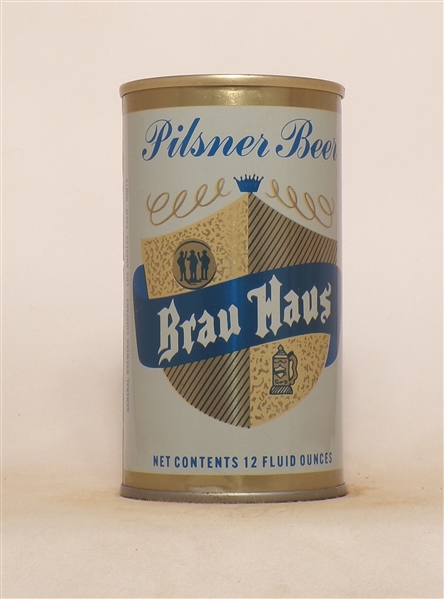 Pilsner Beer
Brau Haus
NET CONTENTS 12 FLUID OUNCES